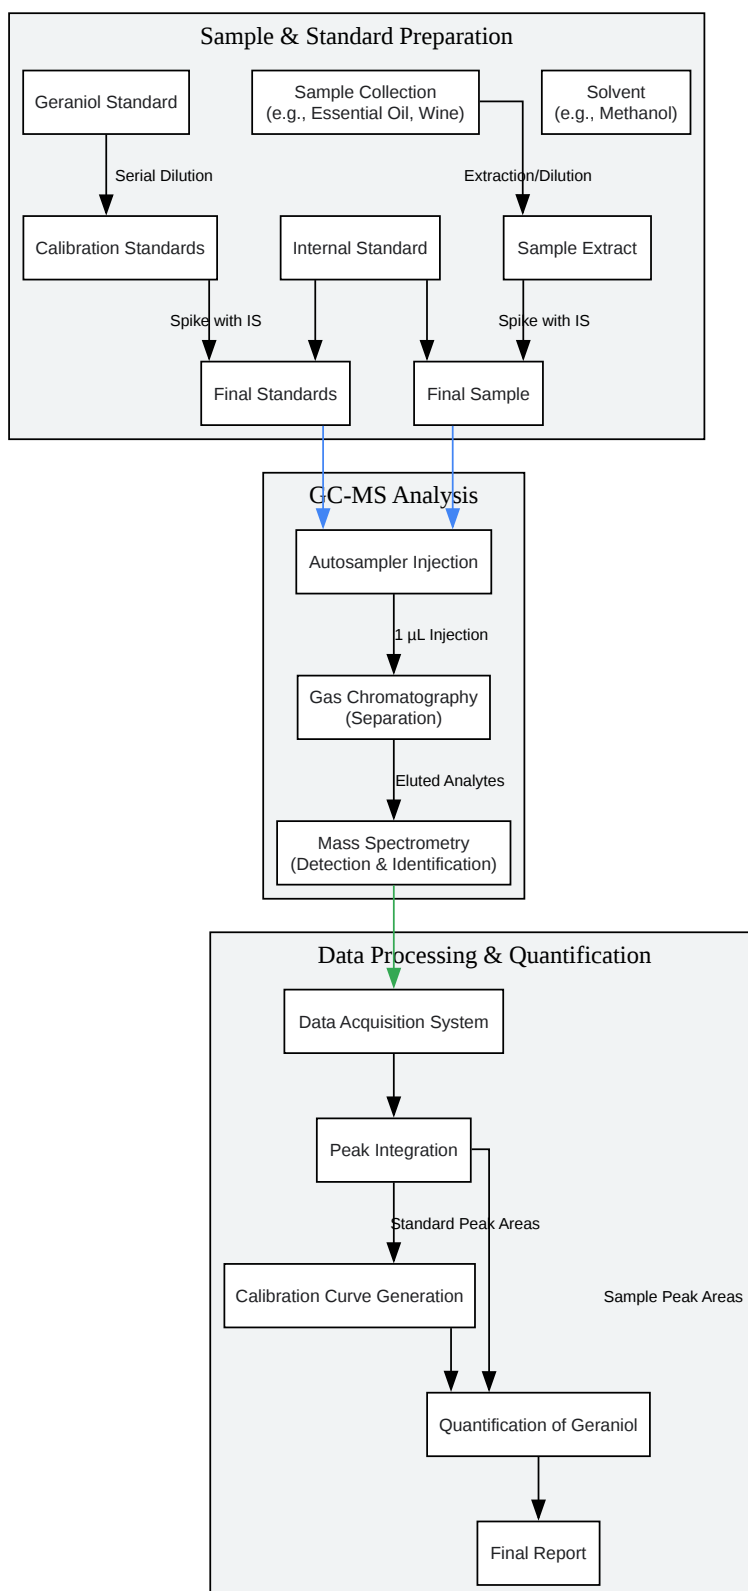 Sample & Standard Preparation
Geraniol Standard
Sample Collection
(e.g., Essential Oil, Wine)
Solvent
(e.g., Methanol)
Serial Dilution
Extraction/Dilution
Calibration Standards
Internal Standard
Sample Extract
Spike with IS
Spike with IS
Final Standards
Final Sample
GC-MS Analysis
Autosampler Injection
1 µL Injection
Gas Chromatography
(Separation)
Eluted Analytes
Mass Spectrometry
(Detection & Identification)
Data Processing & Quantification
Data Acquisition System
Peak Integration
Standard Peak Areas
Calibration Curve Generation
Sample Peak Areas
Quantification of Geraniol
Final Report